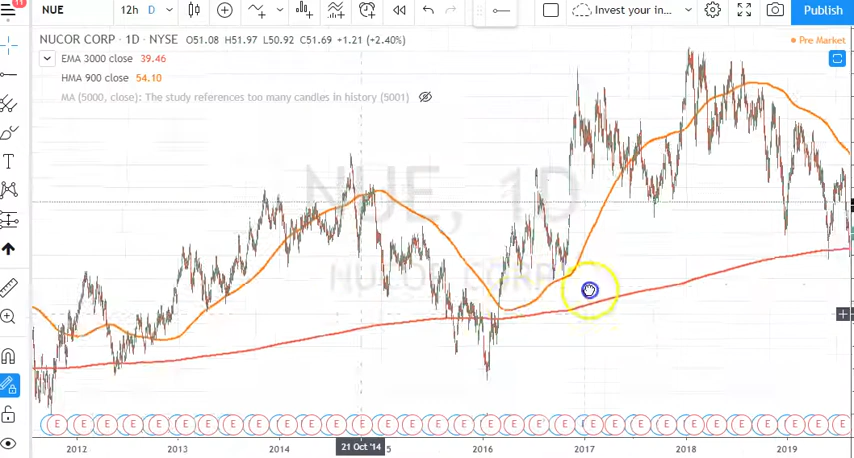 11
NUE
12h
D
Invest your in...
Publish
NUCOR CORP · 1D · NYSE O51.08 H51.97 L50.92 C51.69 +1.21 (+2.40%)
Pre Market
EMA 3000 close 39.46
HMA 900 close 54.10
MA (5000, close): The study references too many candles in history (5001)
NUE, 1D
NUCOR CORP
T
E E E E E E E E E E E E E E E E E E E E E E E E E E E E E E E E
2012 2013 2014 21 Oct '14 5 2016 2017 2018 2019